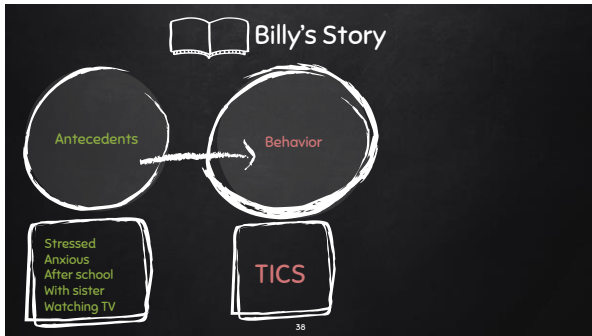 Billy's Story
Antecedents
Behavior
Stressed
Anxious
After school
With sister
Watching TV
TICS
38